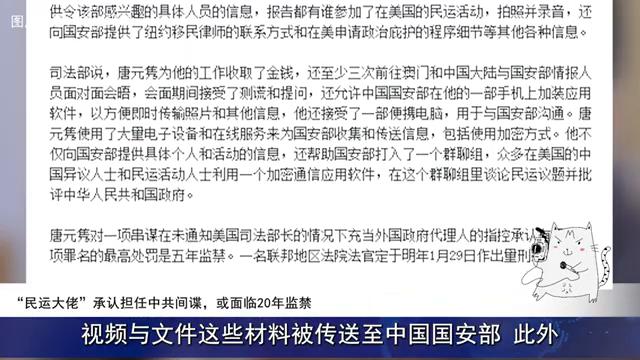 图
供令该部感兴趣的具体人员的信息，报告都有谁参加了在美国的民运活动，拍照并录音，还
向国安部提供了纽约移民律师的联系方式和在美申请政治庇护的程序细节等其他各种信息。
司法部说，唐元隽为他的工作收取了金钱，还至少三次前往澳门和中国大陆与国安部情报人
员面对面会晤，会面期间接受了测谎和提问，还允许中国国安部在他的一部手机上加装应用
软件，以方便即时传输照片和其他信息，他还接受了一部便携电脑，用于与国安部沟通。唐
元隽使用了大量电子设备和在线服务来为国安部收集和传送信息，包括使用加密方式。他不
仅向国安部提供具体个人和活动的信息，还帮助国安部打入了一个群聊组，众多在美国的中
国异议人士和民运活动人士利用一个加密通信应用软件，在这个群聊组里谈论民运议题并批
评中华人民共和国政府。
唐元隽对一项串谋在未通知美国司法部长的情况下充当外国政府代理人的指控承认
项罪名的最高处罚是五年监禁。一名联邦地区法院法官定于明年1月29日作出量刑
“民运大佬”承认担任中共间谍，或面临20年监禁
视频与文件这些材料被传送至中国国安部 此外